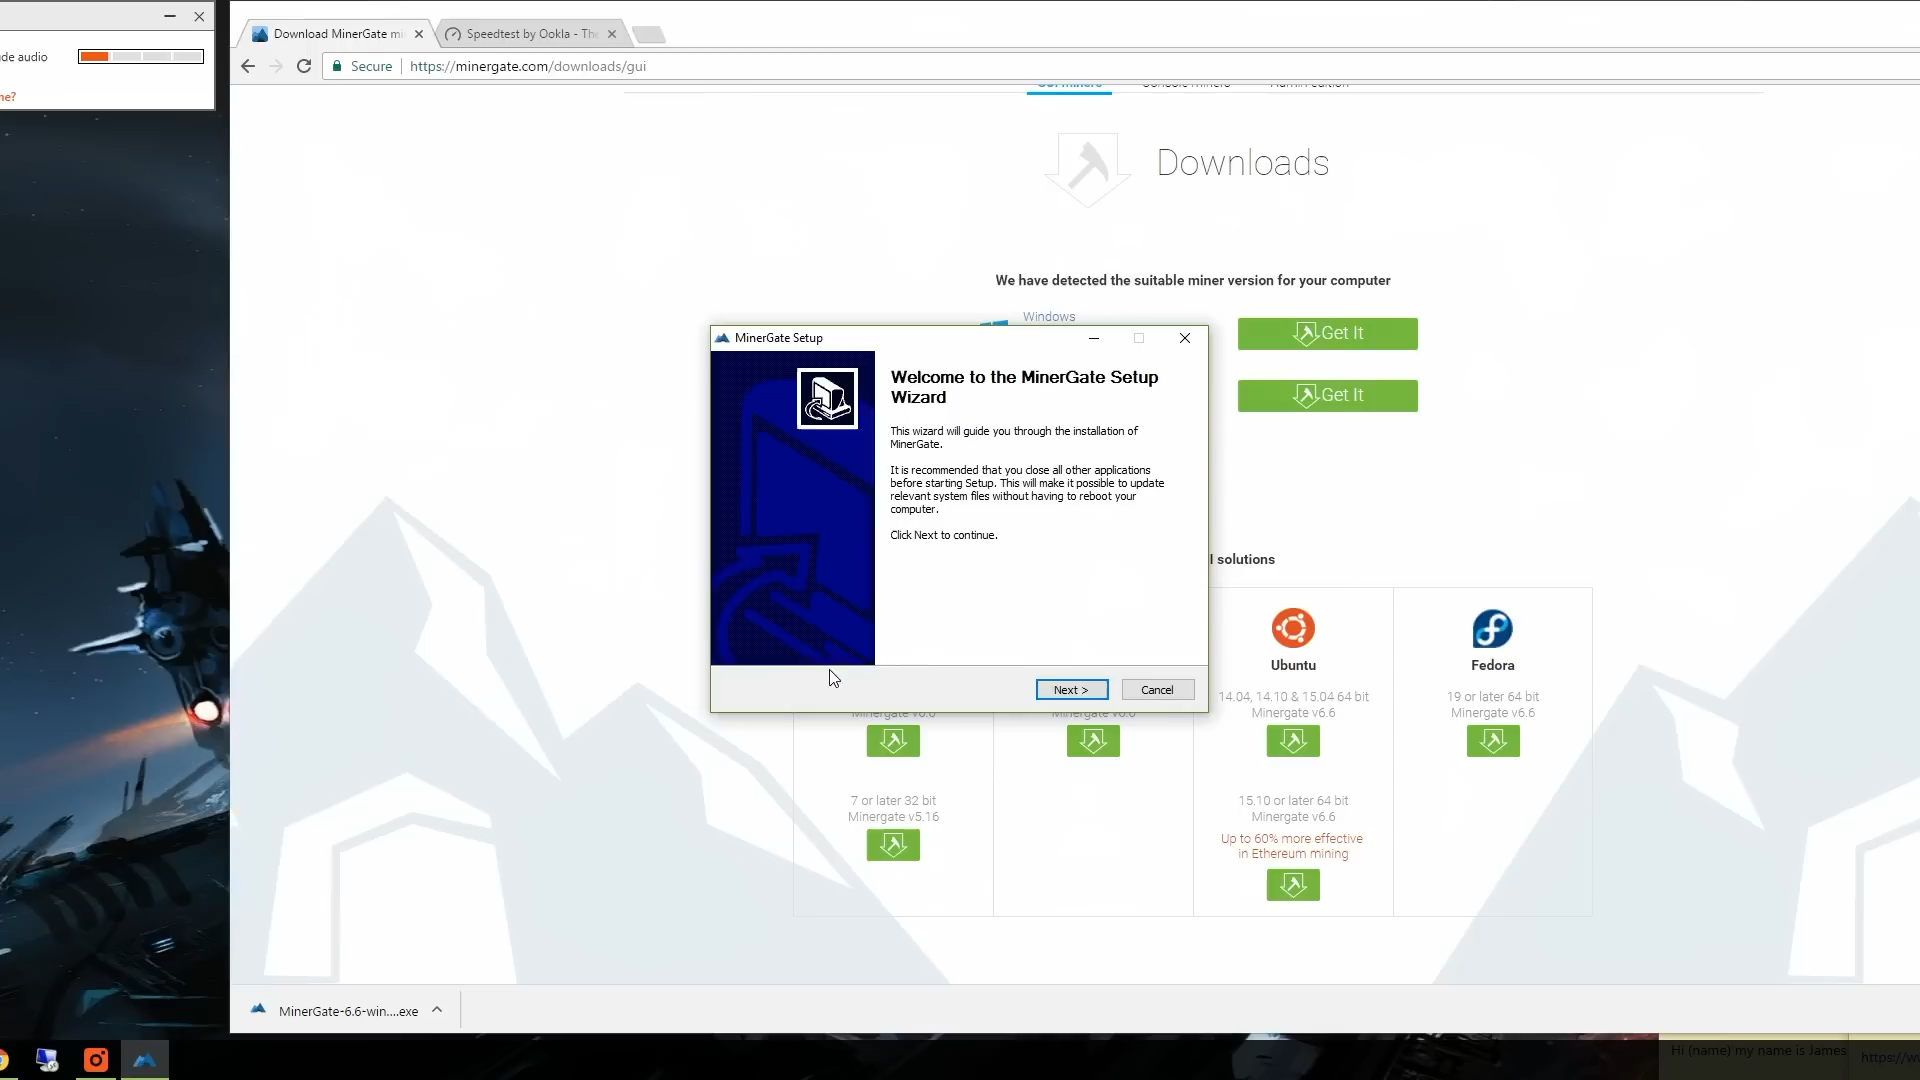 de audio
ne?
Download MinerGate mi
Speedtest by Ookla - The
Secure
https://minergate.com/downloads/gui
Downloads
We have detected the suitable miner version for your computer
Windows
Get It
Get It
MinerGate Setup
Welcome to the MinerGate Setup
Wizard
This wizard will guide you through the installation of
MinerGate.
It is recommended that you close all other applications
before starting Setup. This will make it possible to update
relevant system files without having to reboot your
computer.
Click Next to continue.
Next >
Cancel
I solutions
Ubuntu
14.04, 14.10 & 15.04 64 bit
Minergate v6.6
15.10 or later 64 bit
Minergate v6.6
Up to 60% more effective
in Ethereum mining
Fedora
19 or later 64 bit
Minergate v6.6
7 or later 32 bit
Minergate v5.16
MinerGate-6.6-win....exe
Hi (name) my name is James
https://w